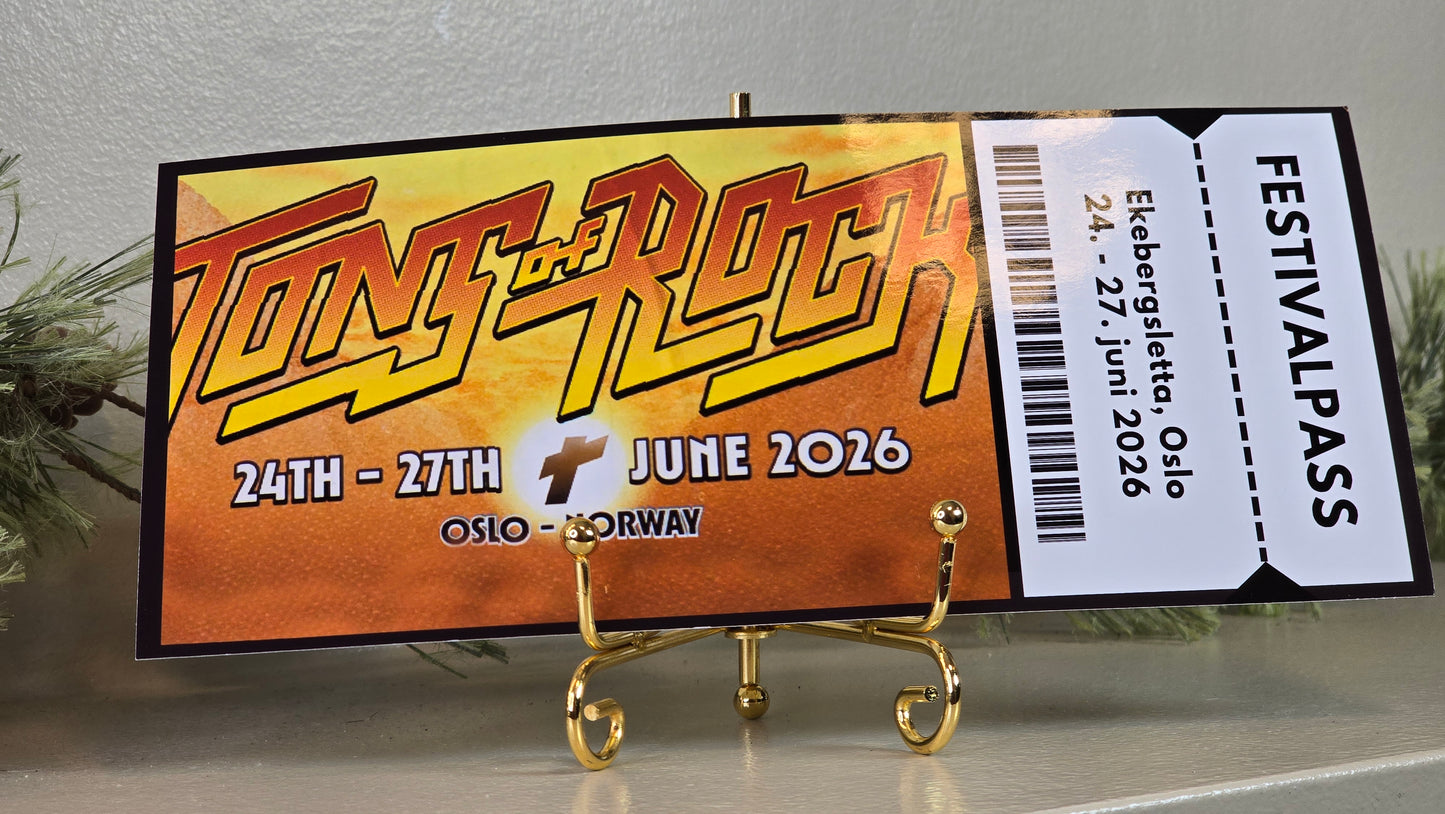 Tons of Rock
24TH - 27TH JUNE 2026
OSLO - NORWAY
Ekebergsletta, Oslo
24. - 27. juni 2026
FESTIVALPASS